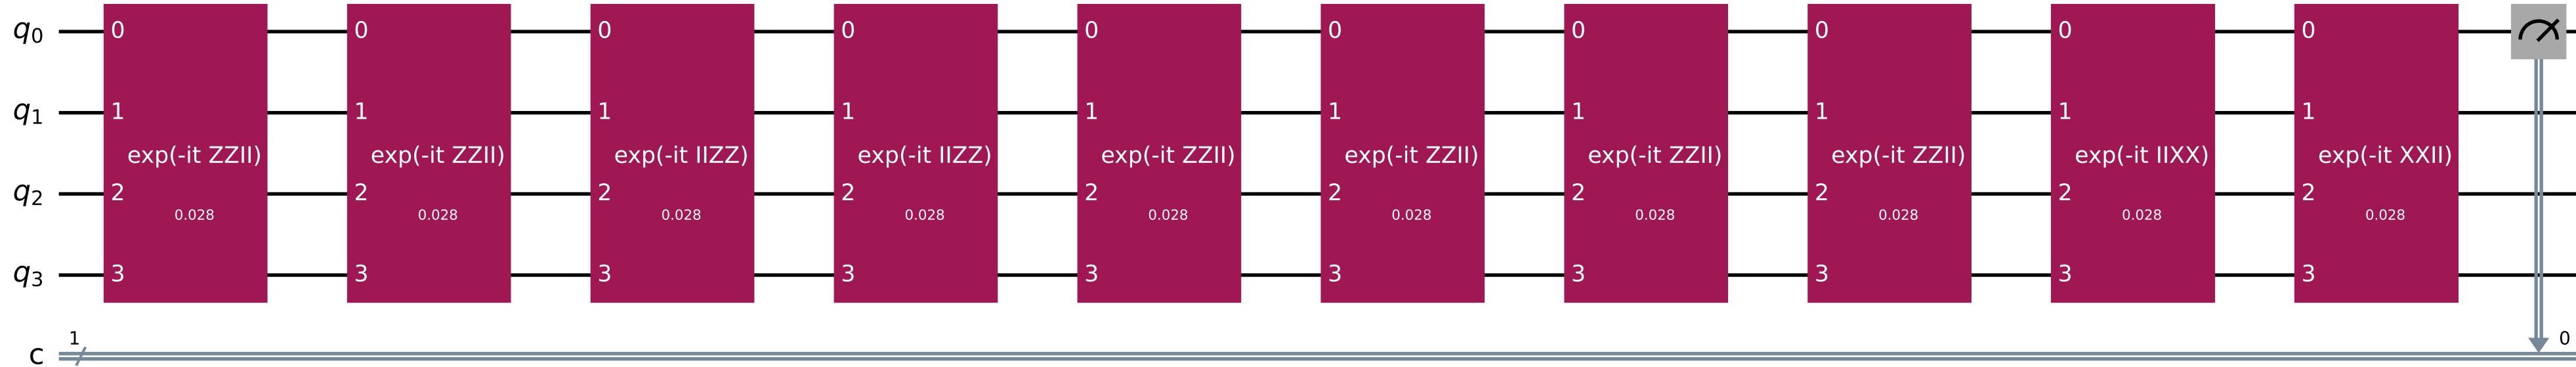 q0 0 0 0 0 0 0 0 0 0 0
q1 1 1 1 1 1 1 1 1 1 1
exp(-it ZZII) exp(-it ZZII) exp(-it IIZZ) exp(-it IIZZ) exp(-it ZZII) exp(-it ZZII) exp(-it ZZII) exp(-it ZZII) exp(-it IIXX) exp(-it XXII)
q2 2 2 2 2 2 2 2 2 2 2
0.028 0.028 0.028 0.028 0.028 0.028 0.028 0.028 0.028 0.028
q3 3 3 3 3 3 3 3 3 3 3
1 0
c